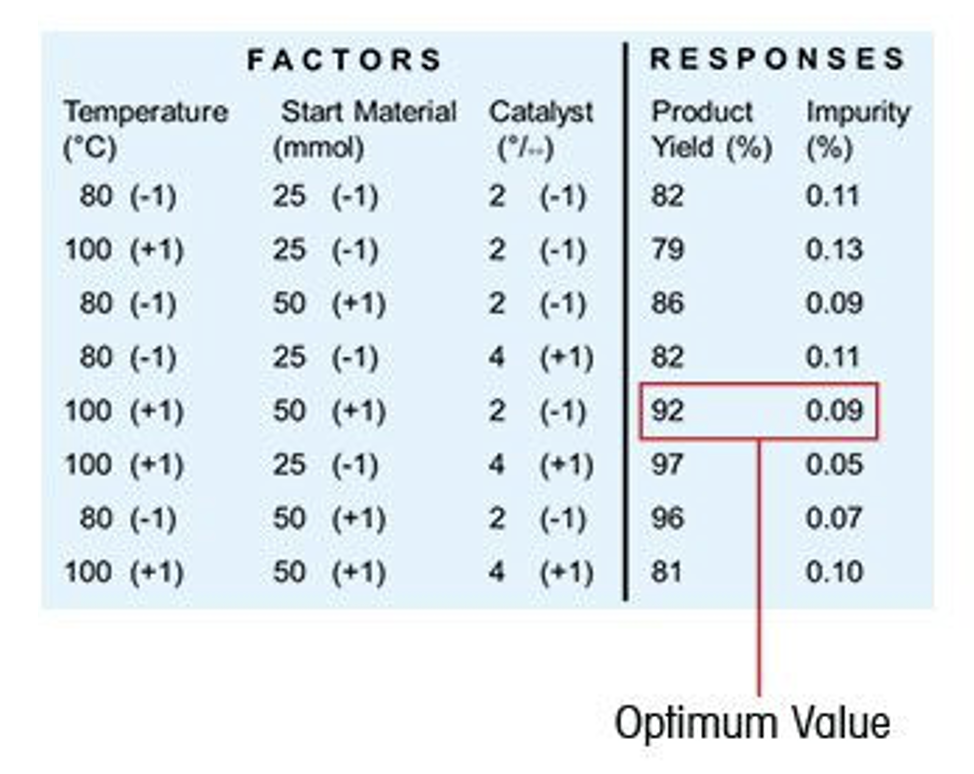 FACTORS RESPONSES
Temperature Start Material Catalyst Product Impurity
(°C) (mmol) (°/--) Yield (%) (%)
80 (-1) 25 (-1) 2 (-1) 82 0.11
100 (+1) 25 (-1) 2 (-1) 79 0.13
80 (-1) 50 (+1) 2 (-1) 86 0.09
80 (-1) 25 (-1) 4 (+1) 82 0.11
100 (+1) 50 (+1) 2 (-1) 92 0.09
100 (+1) 25 (-1) 4 (+1) 97 0.05
80 (-1) 50 (+1) 2 (-1) 96 0.07
100 (+1) 50 (+1) 4 (+1) 81 0.10
Optimum Value